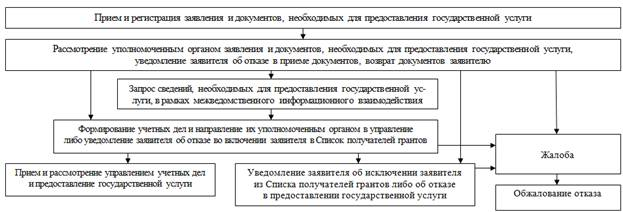 Прием и регистрация заявления и документов, необходимых для предоставления государственной услуги
Рассмотрение уполномоченным органом заявления и документов, необходимых для предоставления государственной услуги,
уведомление заявителя об отказе в приеме документов, возврат документов заявителю
Запрос сведений, необходимых для предоставления государственной ус-
луги, в рамках межведомственного информационного взаимодействия
Формирование учетных дел и направление их уполномоченным органом в управление
либо уведомление заявителя об отказе во включении заявителя в Список получателей грантов
Жалоба
Прием и рассмотрение управлением учетных дел
и предоставление государственной услуги
Уведомление заявителя об исключении заявителя
из Списка получателей грантов либо об отказе
в предоставлении государственной услуги
Обжалование отказа